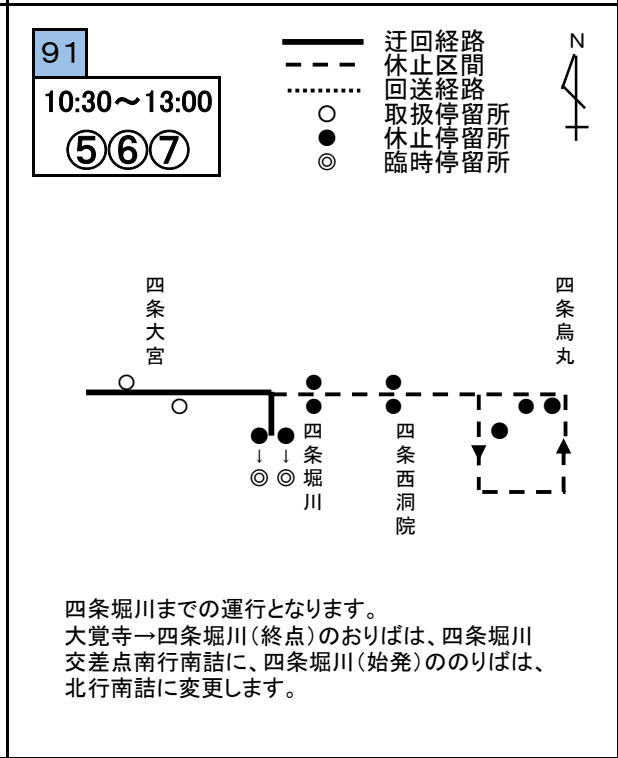 91
10:30～13:00
⑤⑥⑦
迂回経路
休止区間
回送経路
取扱停留所
休止停留所
臨時停留所
N
四条大宮
四条烏丸
四条堀川
四条西洞院
四条堀川までの運行となります。
大覚寺→四条堀川（終点）のおりばは、四条堀川
交差点南行南詰に、四条堀川（始発）ののりばは、
北行南詰に変更します。